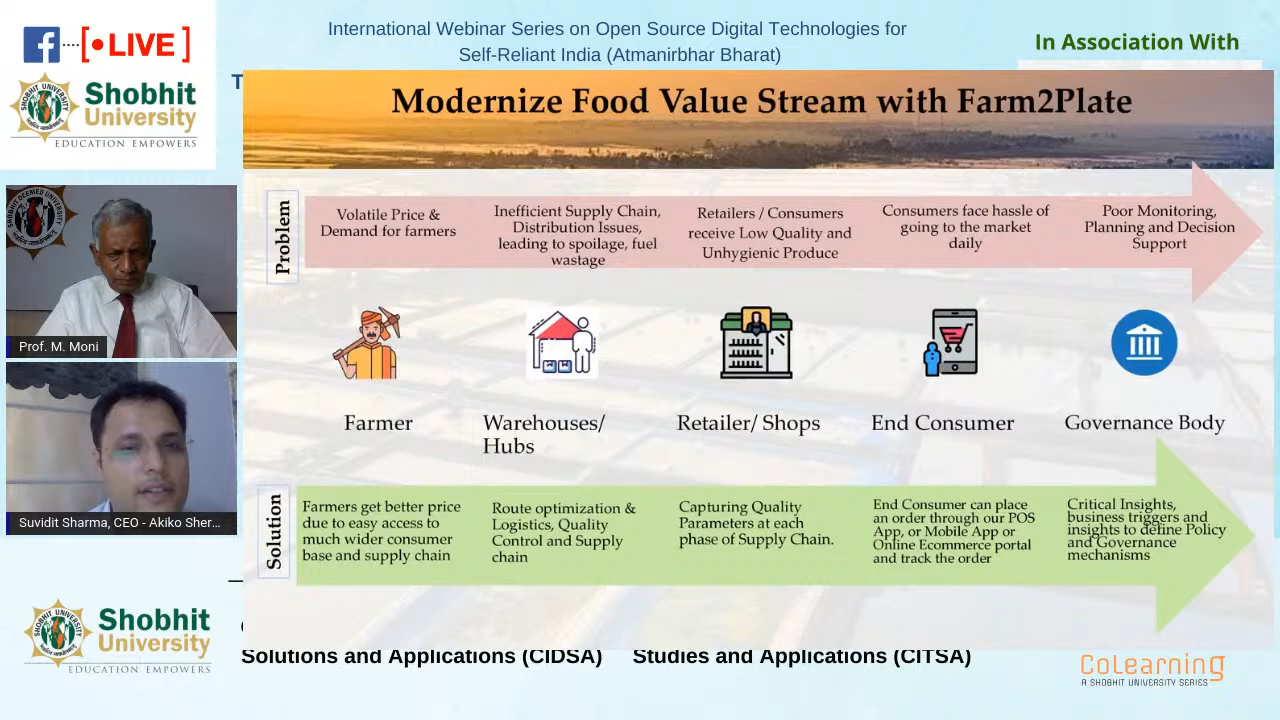 International Webinar Series on Open Source Digital Technologies for
Self-Reliant India (Atmanirbhar Bharat)
In Association With
LIVE
Shobhit
University
EDUCATION EMPOWERS
T
Modernize Food Value Stream with Farm2Plate
Problem
Volatile Price &
Demand for farmers
Inefficient Supply Chain,
Distribution Issues,
leading to spoilage, fuel
wastage
Retailers / Consumers
receive Low Quality and
Unhygienic Produce
Consumers face hassle of
going to the market
daily
Poor Monitoring,
Planning and Decision
Support
Farmer
Warehouses/
Hubs
Retailer/ Shops
End Consumer
Governance Body
Solution
Farmers get better price
due to easy access to
much wider consumer
base and supply chain
Route optimization &
Logistics, Quality
Control and Supply
chain
Capturing Quality
Parameters at each
phase of Supply Chain.
End Consumer can place
an order through our POS
App, or Mobile App or
Online Ecommerce portal
and track the order
Critical Insights,
business triggers and
insights to define Policy
and Governance
mechanisms
Prof. M. Moni
Suvidit Sharma, CEO - Akiko Sher...
Shobhit
University
EDUCATION EMPOWERS
Solutions and Applications (CIDSA) Studies and Applications (CITSA)
CoLearning
A SHOBHIT UNIVERSITY SERIES